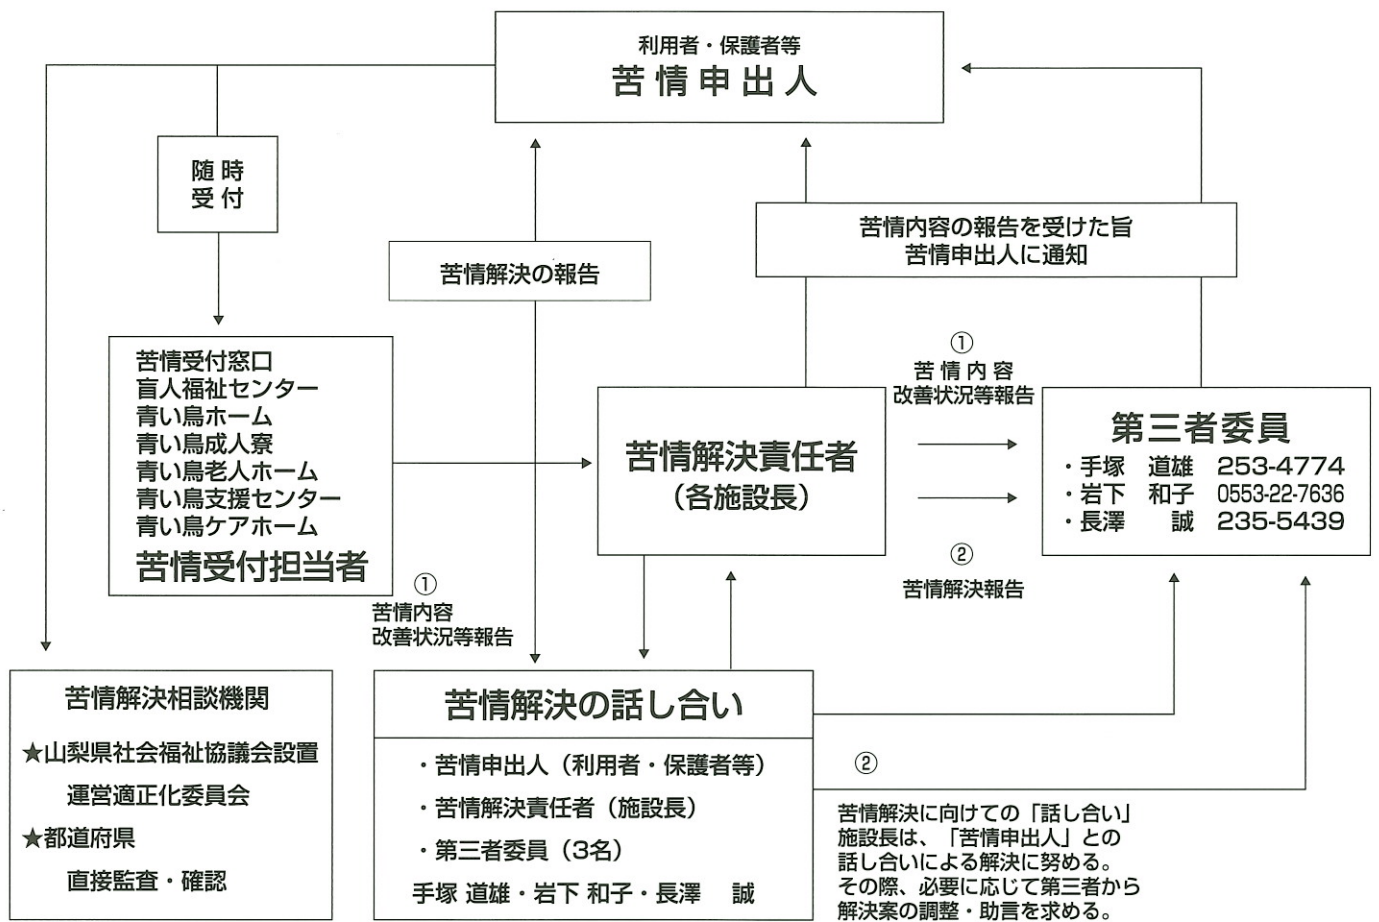 利用者・保護者等
苦情申出人
随時
受付
苦情解決の報告
苦情内容の報告を受けた旨
苦情申出人に通知
苦情受付窓口
盲人福祉センター
青い鳥ホーム
青い鳥成人寮
青い鳥老人ホーム
青い鳥支援センター
青い鳥ケアホーム
苦情受付担当者
苦情解決責任者
(各施設長)
①
苦情内容
改善状況等報告
②
苦情解決報告
第三者委員
・手塚 道雄 253-4774
・岩下 和子 0553-22-7636
・長澤 誠 235-5439
①
苦情内容
改善状況等報告
苦情解決相談機関
★山梨県社会福祉協議会設置
運営適正化委員会
★都道府県
直接監査・確認
苦情解決の話し合い
・苦情申出人(利用者・保護者等)
・苦情解決責任者(施設長)
・第三者委員(3名)
手塚 道雄・岩下 和子・長澤 誠
②
苦情解決に向けての「話し合い」
施設長は、「苦情申出人」との
話し合いによる解決に努める。
その際、必要に応じて第三者から
解決案の調整・助言を求める。